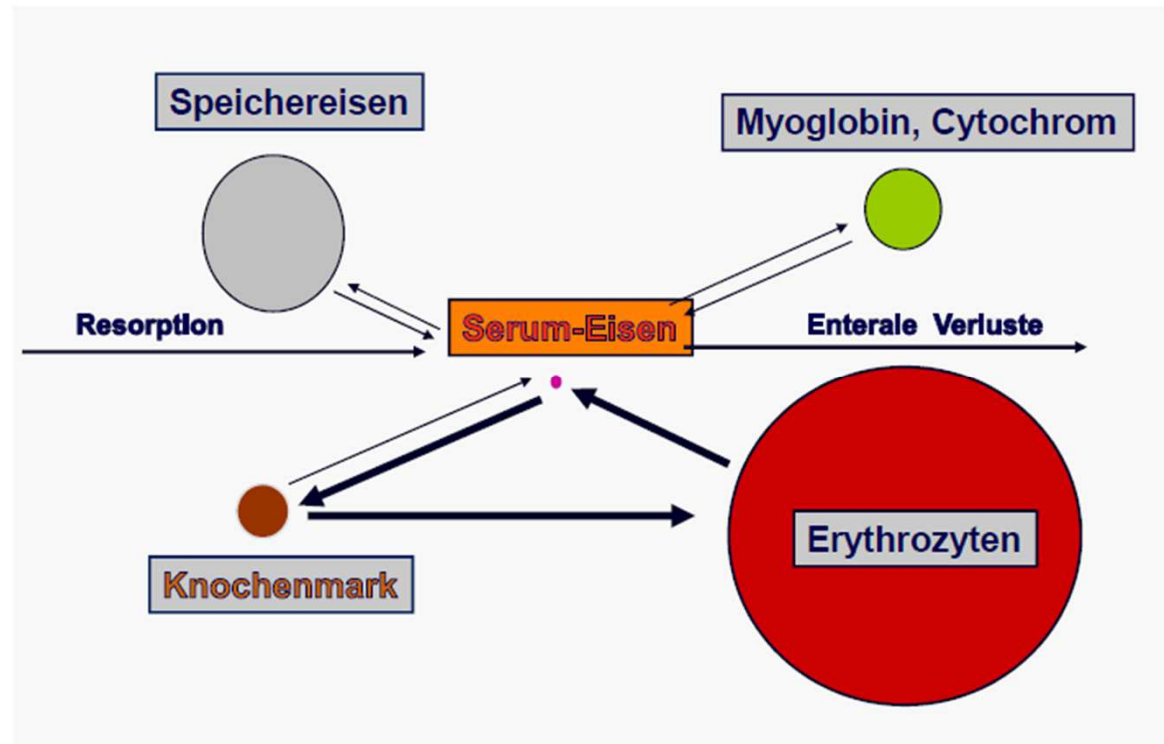 Speichereisen
Myoglobin, Cytochrom
Resorption
Serum-Eisen
Enterale Verluste
Knochenmark
Erythrozyten